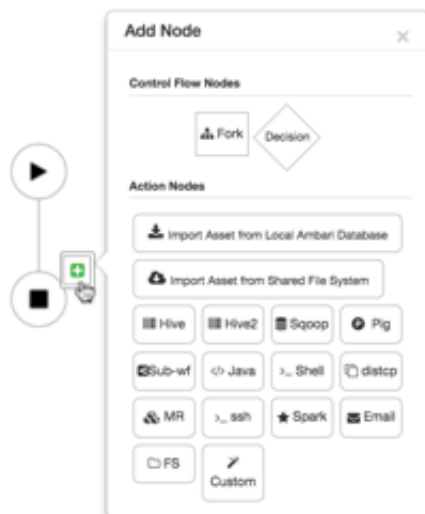 Add Node
Control Flow Nodes
Fork
Decision
Action Nodes
Import Asset from Local Ambari Database
Import Asset from Shared File System
Hive
Hive2
Sqoop
Pig
Sub-wf
Java
Shell
distcp
MR
ssh
Spark
Email
FS
Custom